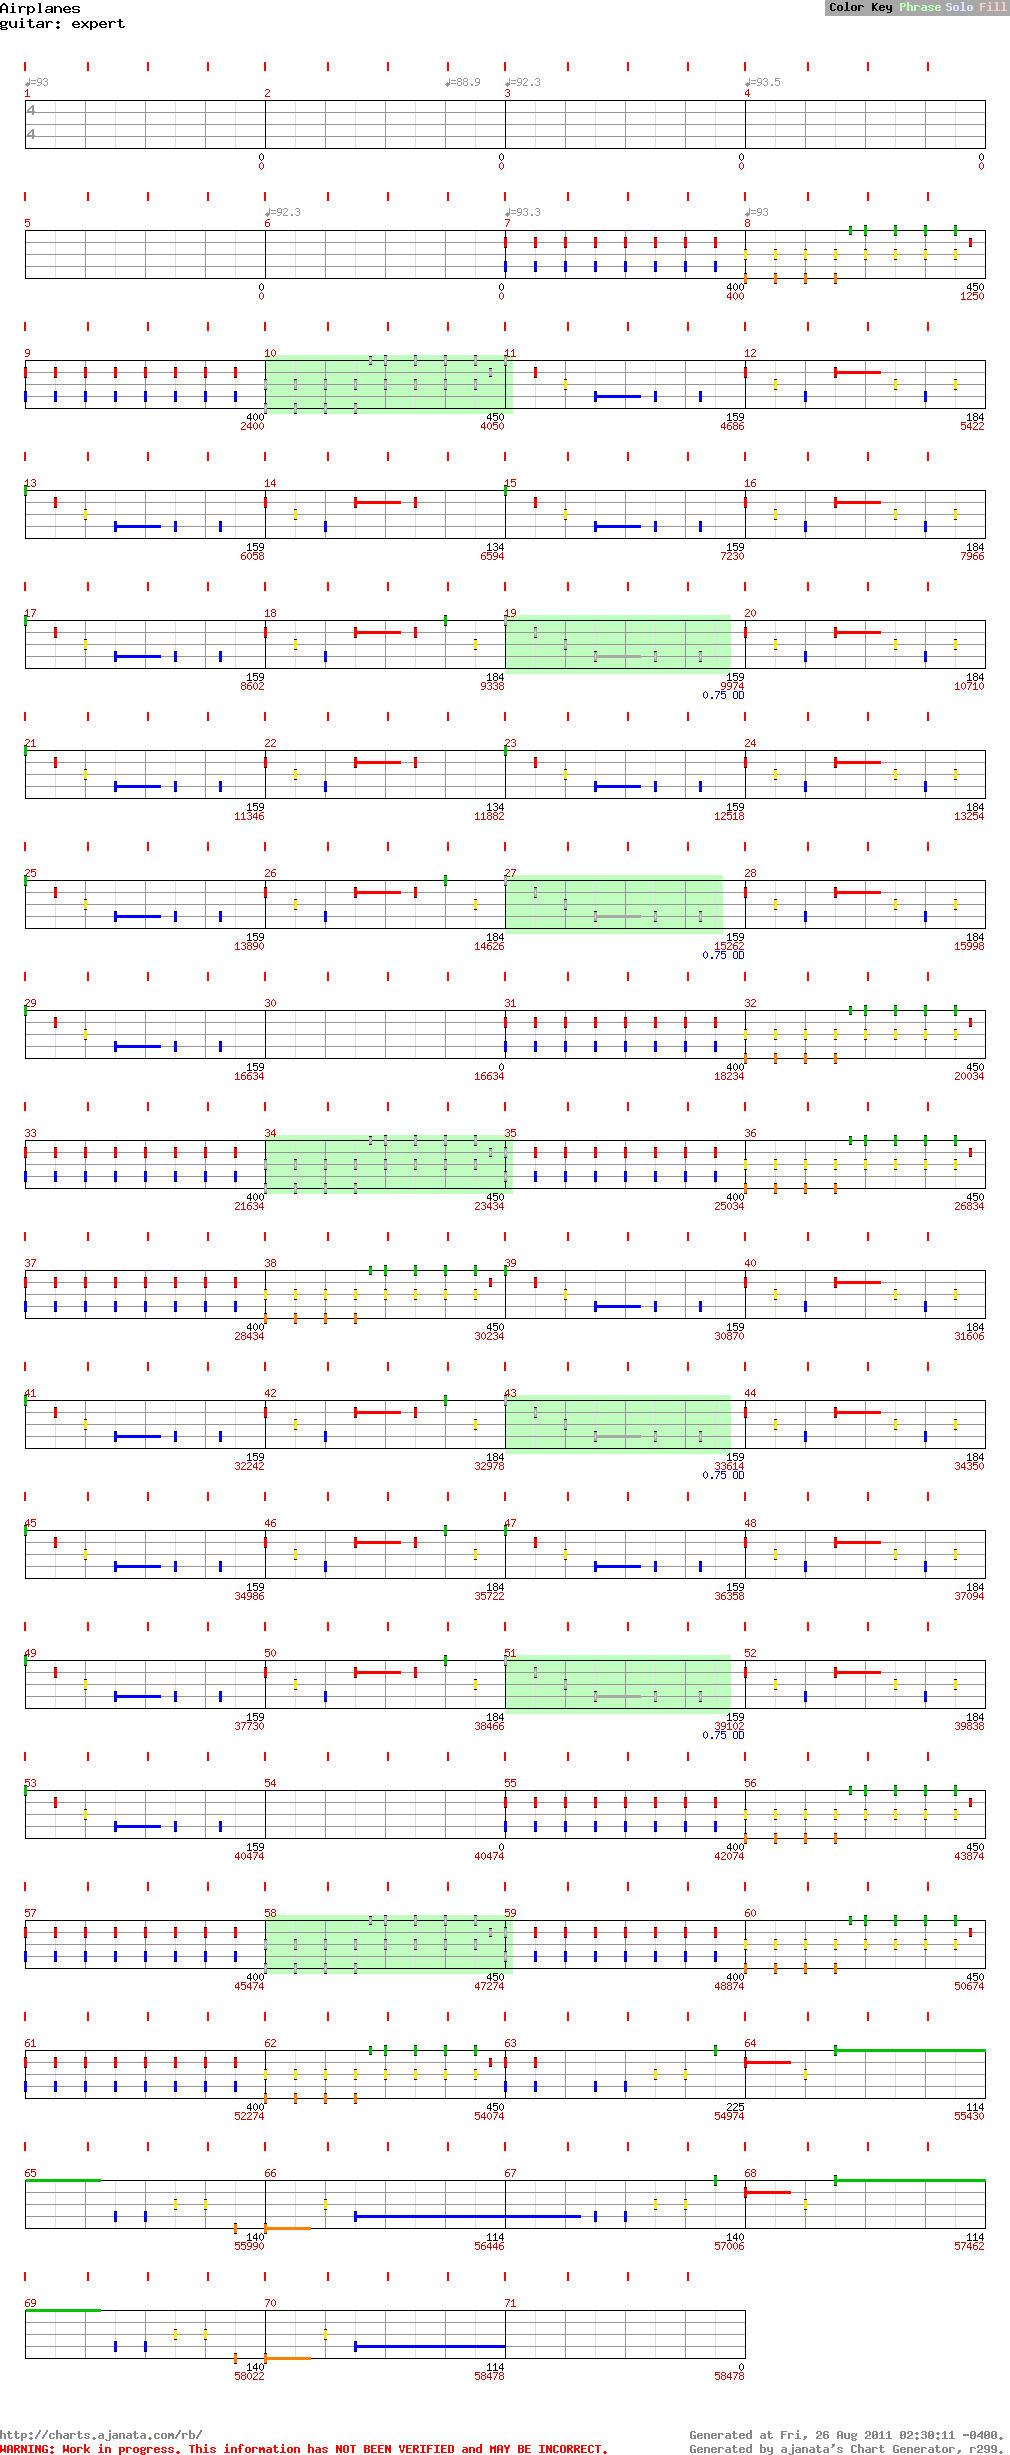 Airplanes
guitar: expert
Color Key Phrase Solo Fill
♩=93 ♩=88.9 ♩=92.3 ♩=93.5
1 2 3 4
4
4
0 0 0 0
0 0 0 0
♩=92.3 ♩=93.3 ♩=93
5 6 7 8
0 0 400 450
0 0 400 1250
9 10 11 12
400 450 159 184
2400 4050 4686 5422
13 14 15 16
159 134 159 184
6058 6594 7230 7966
17 18 19 20
159 184 159 184
8602 9338 9974 10710
0.75 OD
21 22 23 24
159 134 159 184
11346 11882 12518 13254
25 26 27 28
159 184 159 184
13890 14626 15262 15998
0.75 OD
29 30 31 32
159 0 400 450
16634 16634 18234 20034
33 34 35 36
400 450 400 450
21634 23434 25034 26834
37 38 39 40
400 450 159 184
28434 30234 30870 31606
41 42 43 44
159 184 159 184
32242 32978 33614 34350
0.75 OD
45 46 47 48
159 184 159 184
34986 35722 36358 37094
49 50 51 52
159 184 159 184
37730 38466 39102 39838
0.75 OD
53 54 55 56
159 0 400 450
40474 40474 42074 43874
57 58 59 60
400 450 400 450
45474 47274 48874 50674
61 62 63 64
400 450 225 114
52274 54074 54974 55430
65 66 67 68
140 114 140 114
55990 56446 57006 57462
69 70 71
140 114 0
58022 58478 58478
http://charts.ajanata.com/rb/
Generated at Fri, 26 Aug 2011 02:30:11 -0400.
WARNING: Work in progress. This information has NOT BEEN VERIFIED and MAY BE INCORRECT.
Generated by ajanata's Chart Generator, r299.